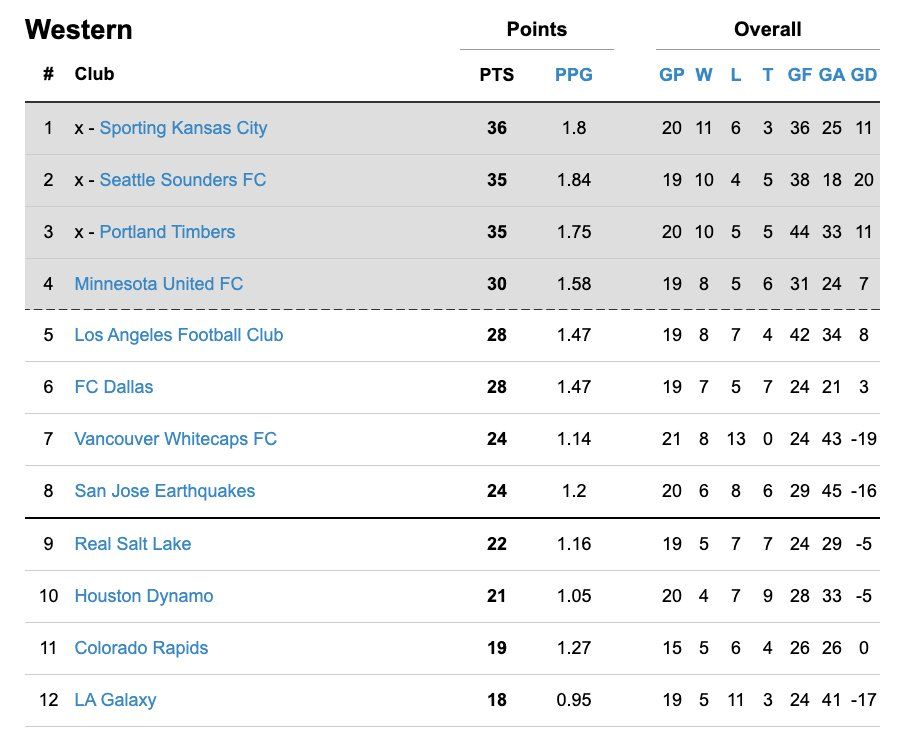 Western Points Overall
# Club PTS PPG GP W L T GF GA GD
1 x - Sporting Kansas City 36 1.8 20 11 6 3 36 25 11
2 x - Seattle Sounders FC 35 1.84 19 10 4 5 38 18 20
3 x - Portland Timbers 35 1.75 20 10 5 5 44 33 11
4 Minnesota United FC 30 1.58 19 8 5 6 31 24 7
5 Los Angeles Football Club 28 1.47 19 8 7 4 42 34 8
6 FC Dallas 28 1.47 19 7 5 7 24 21 3
7 Vancouver Whitecaps FC 24 1.14 21 8 13 0 24 43 -19
8 San Jose Earthquakes 24 1.2 20 6 8 6 29 45 -16
9 Real Salt Lake 22 1.16 19 5 7 7 24 29 -5
10 Houston Dynamo 21 1.05 20 4 7 9 28 33 -5
11 Colorado Rapids 19 1.27 15 5 6 4 26 26 0
12 LA Galaxy 18 0.95 19 5 11 3 24 41 -17